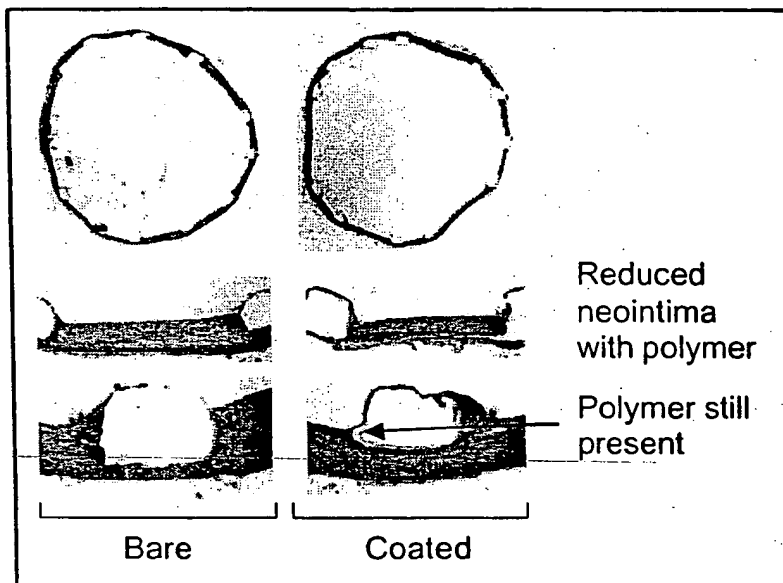 Reduced
neointima
with polymer
Polymer still
present
Bare
Coated